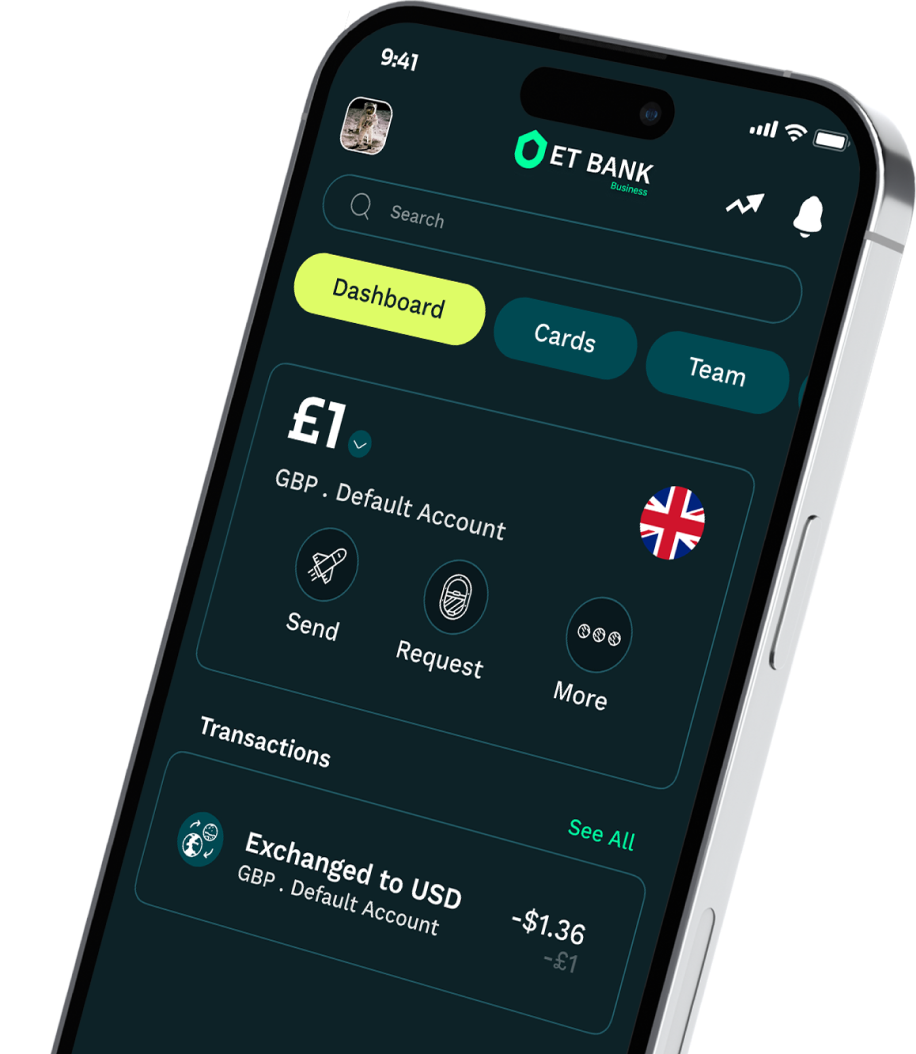 9:41
ET BANK
Business
Search
Dashboard
Cards
Team
£1
GBP . Default Account
Send
Request
More
Transactions
See All
Exchanged to USD
GBP . Default Account
-$1.36
-£1